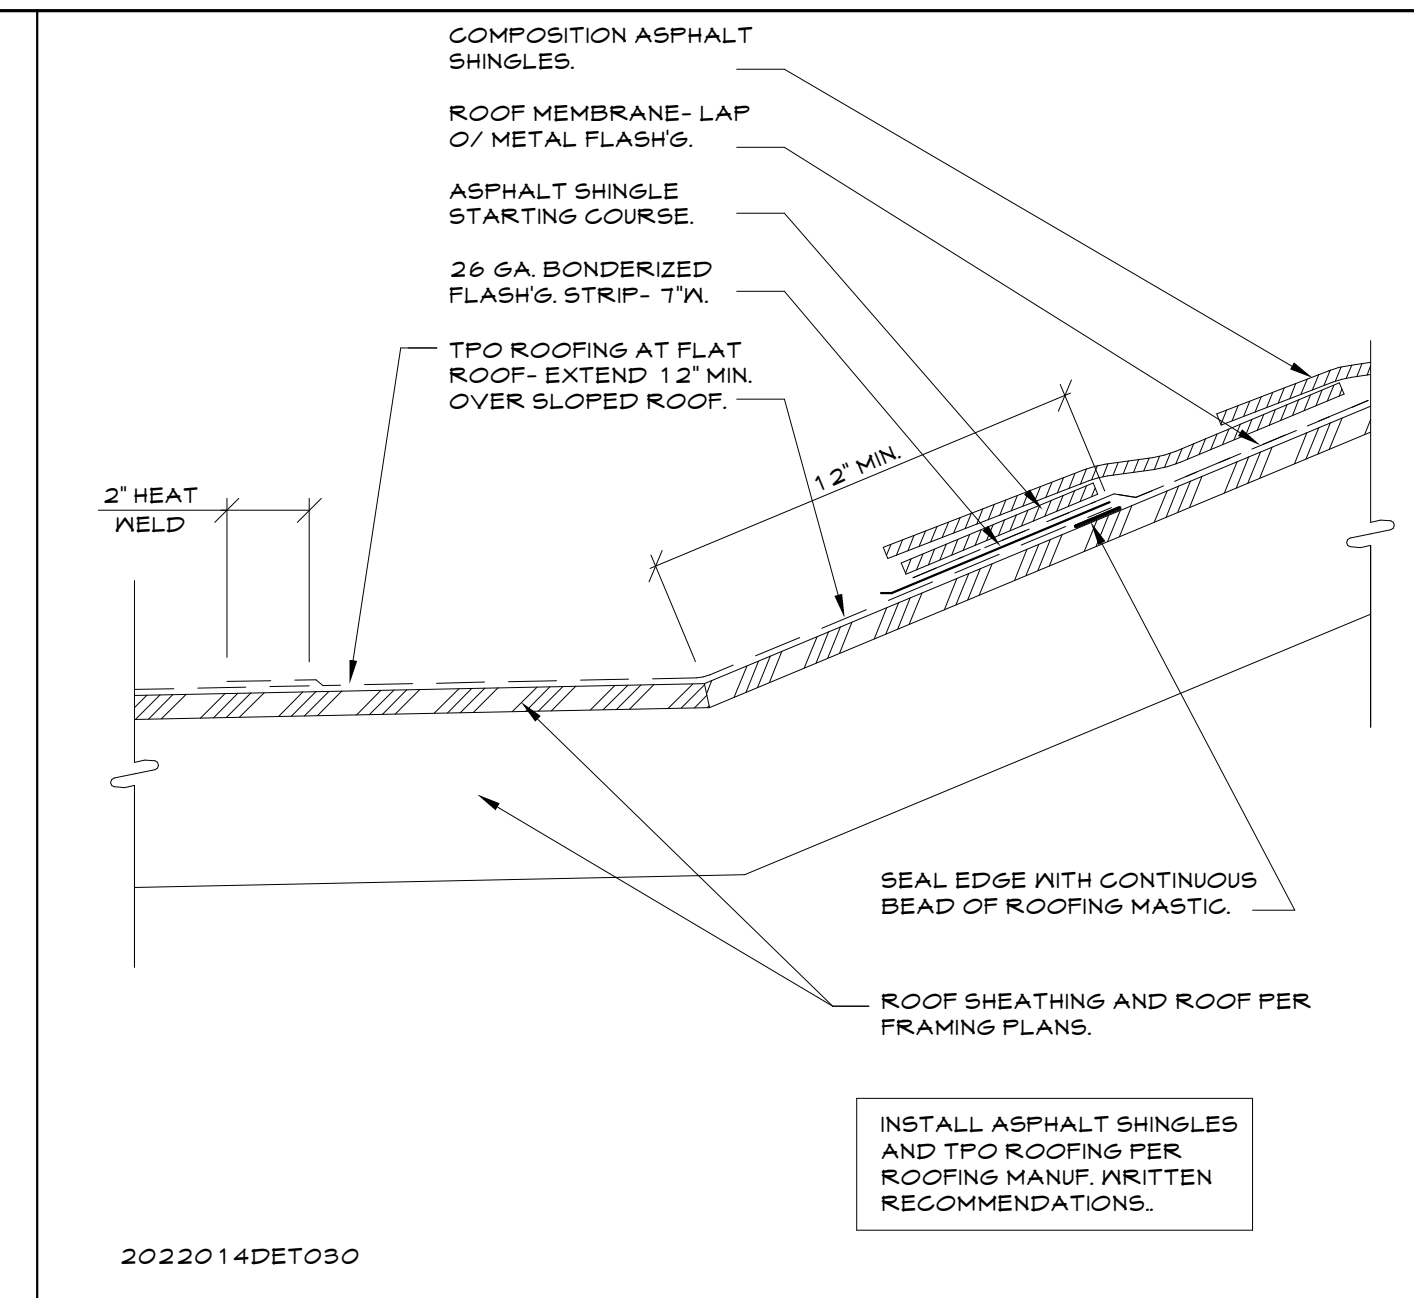 COMPOSITION ASPHALT
SHINGLES.
ROOF MEMBRANE- LAP
O/ METAL FLASH'G.
ASPHALT SHINGLE
STARTING COURSE.
26 GA. BONDERIZED
FLASH'G. STRIP- 7"W.
TPO ROOFING AT FLAT
ROOF- EXTEND 12" MIN.
OVER SLOPED ROOF.
12" MIN.
2" HEAT
WELD
SEAL EDGE WITH CONTINUOUS
BEAD OF ROOFING MASTIC.
ROOF SHEATHING AND ROOF PER
FRAMING PLANS.
INSTALL ASPHALT SHINGLES
AND TPO ROOFING PER
ROOFING MANUF. WRITTEN
RECOMMENDATIONS..
2022014DET030